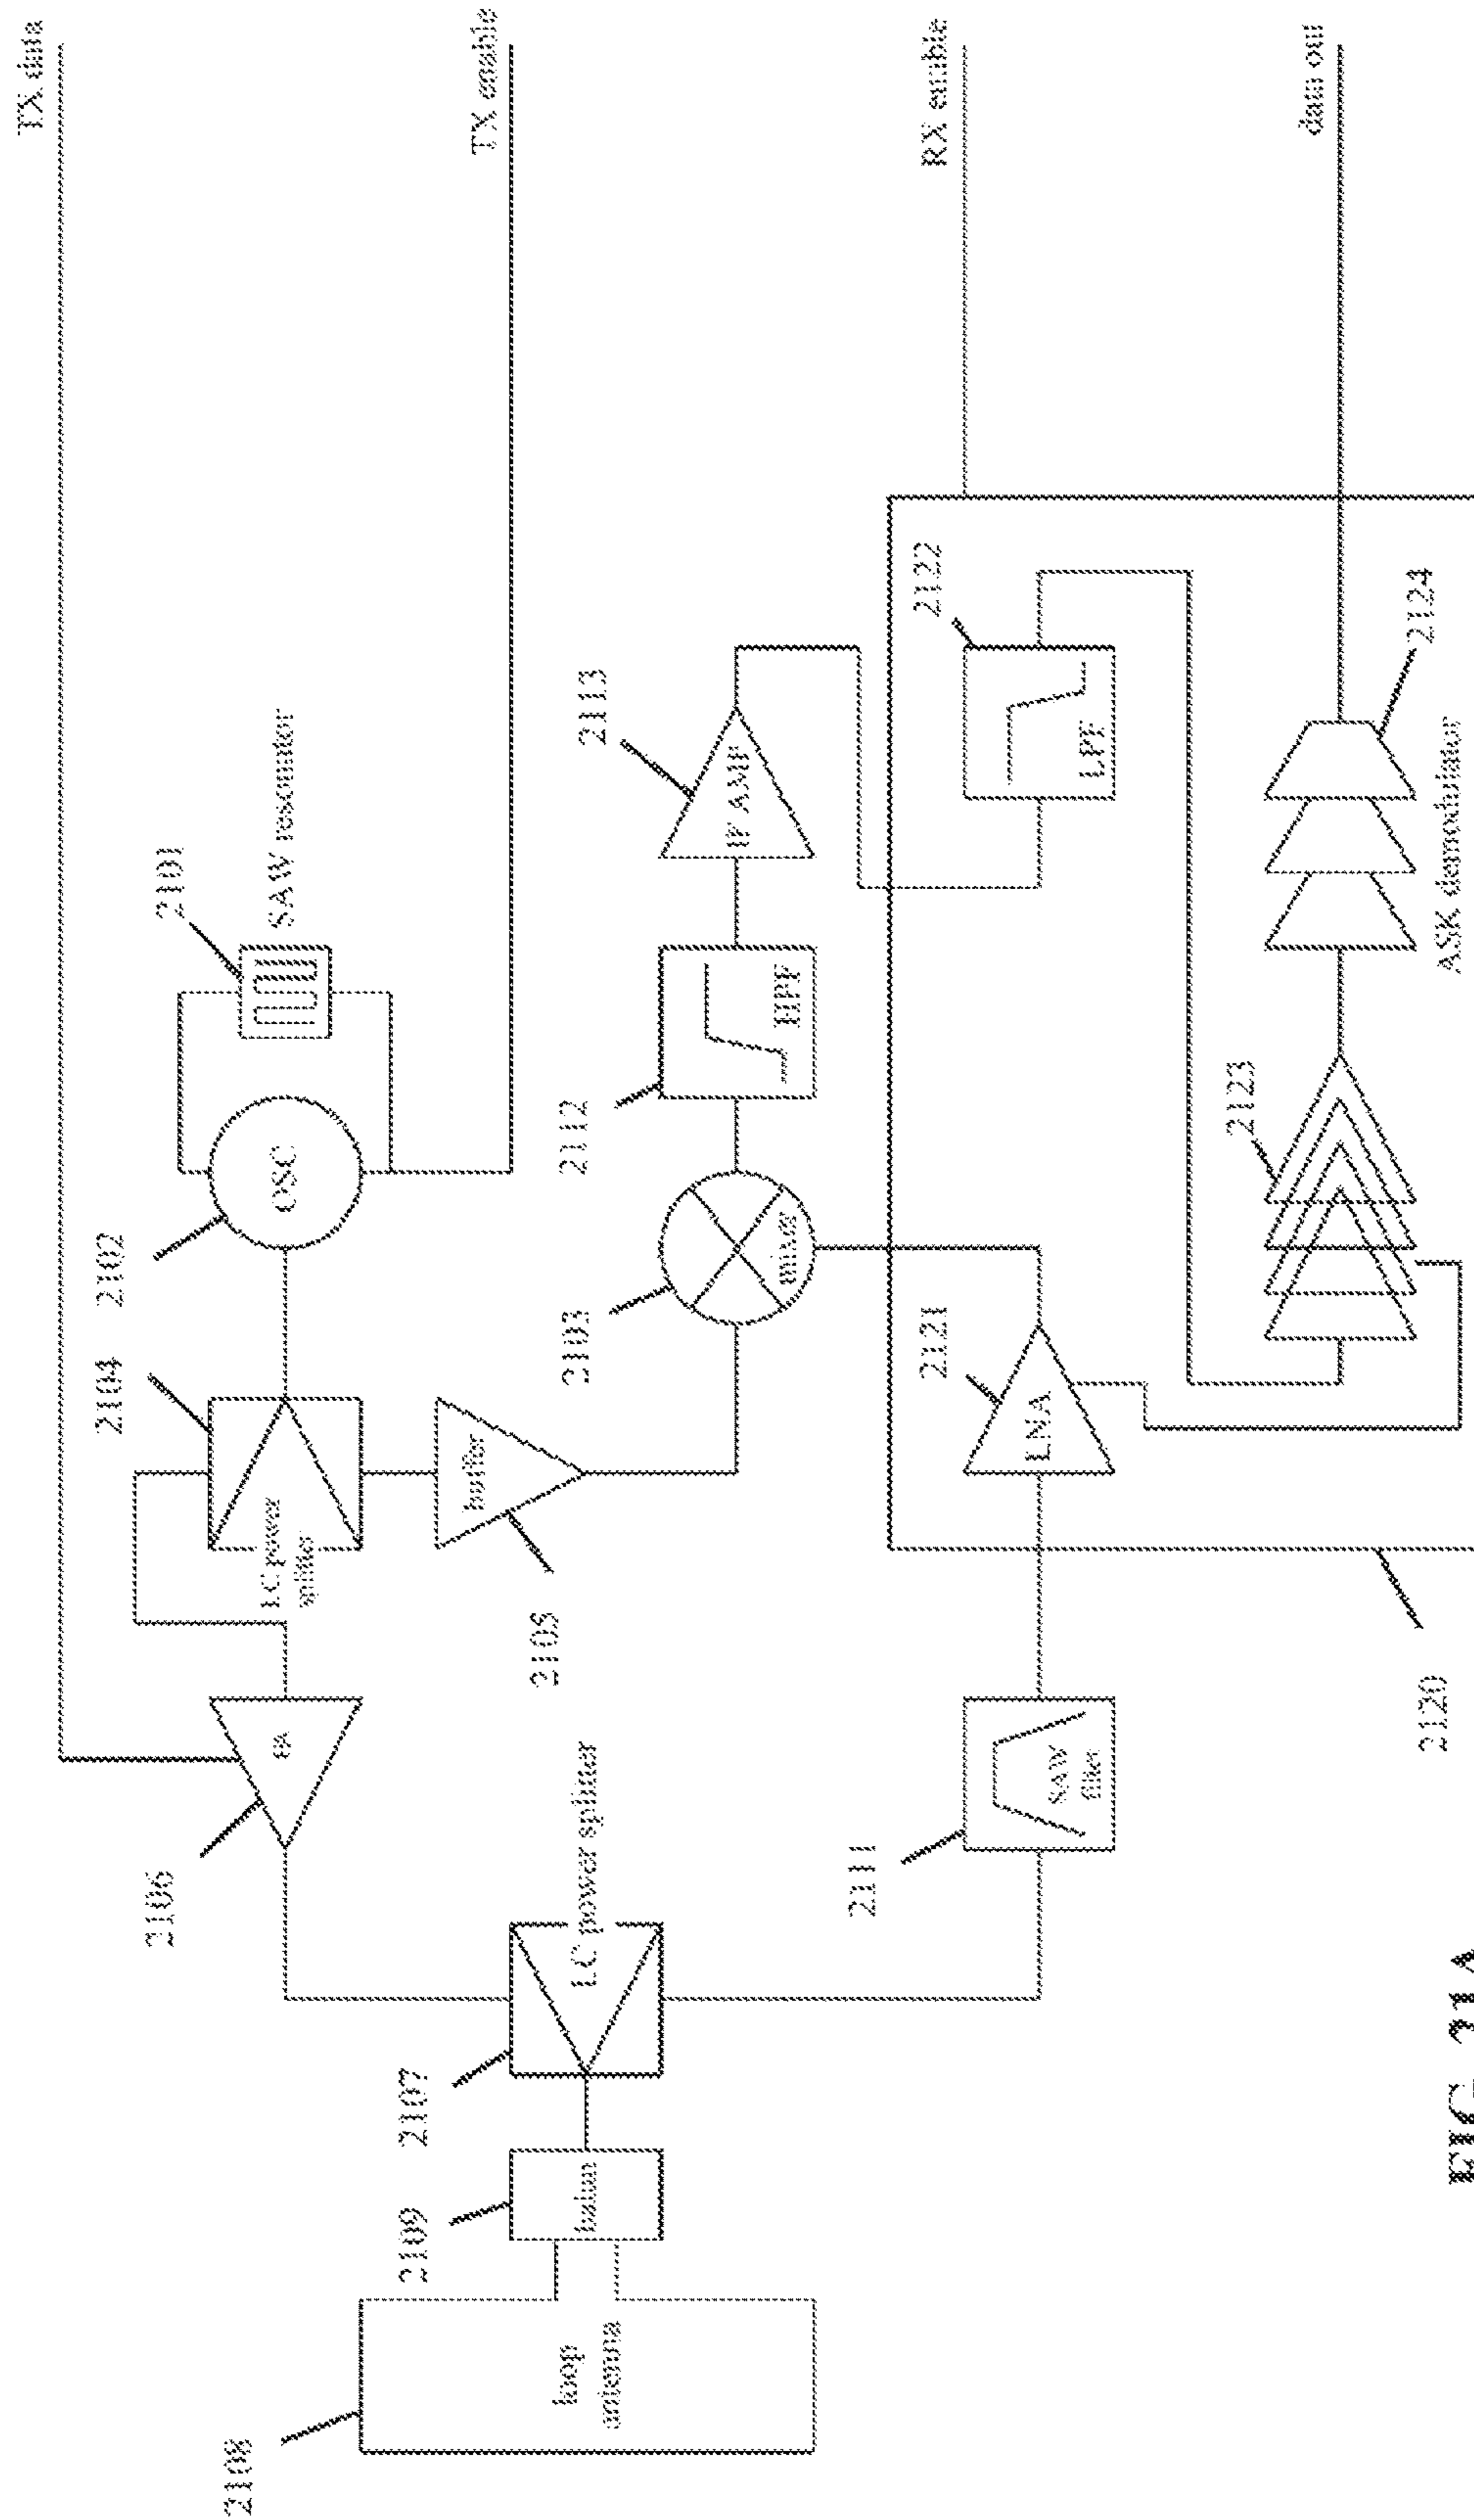 TX data
TX enable
RX enable
data out
2101
SAW resonator
2102
OSC
2104
LC power
splitter
2105
buffer
2106
PA
2107
LC power splitter
2109
balun
2108
loop
antenna
2103
mixer
2112
HPF
2113
IF AMP
2111
SAW
filter
2121
LNA
2122
LPF
2123
2124
ASK demodulator
2120
FIG. 21A